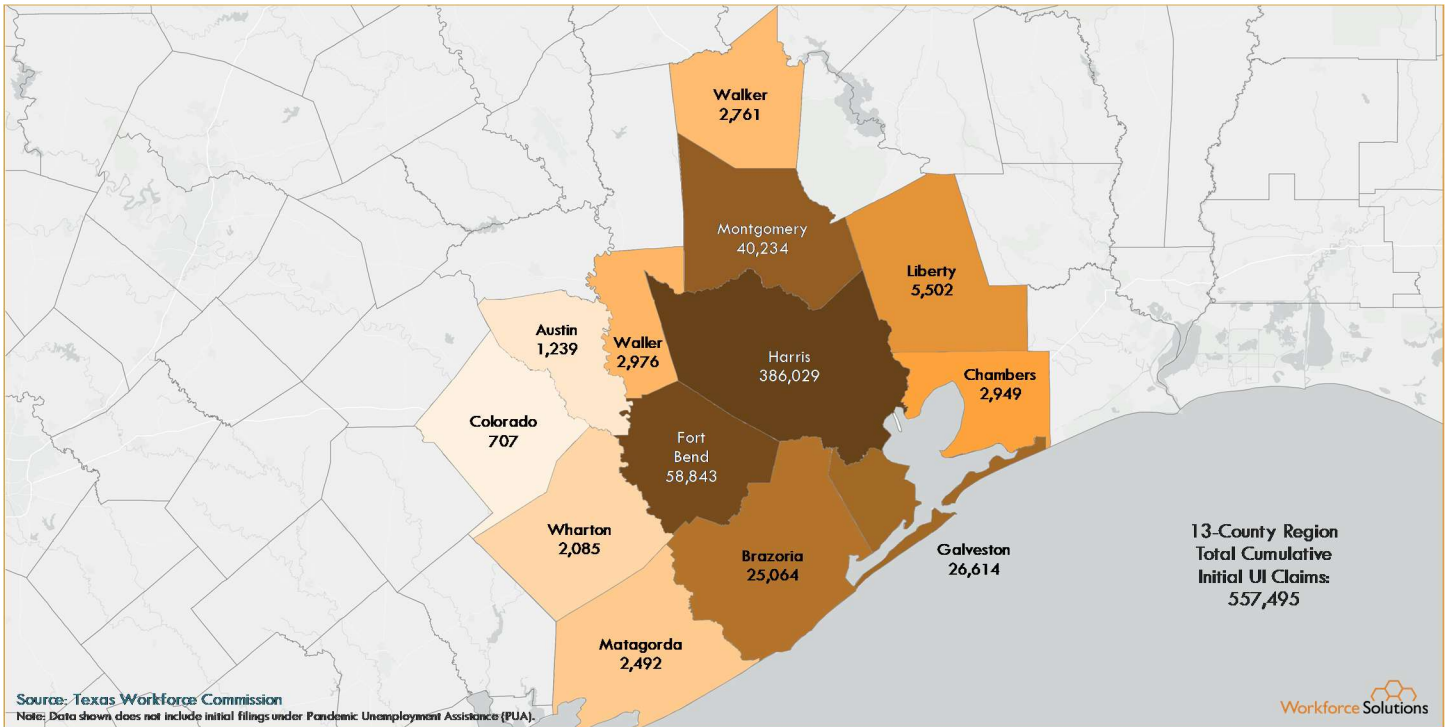 Walker
2,761
Montgomery
40,234
Liberty
5,502
Austin
1,239
Waller
2,976
Harris
386,029
Chambers
2,949
Colorado
707
Fort
Bend
58,843
Wharton
2,085
Brazoria
25,064
Galveston
26,614
13-County Region
Total Cumulative
Initial UI Claims:
557,495
Matagorda
2,492
Source: Texas Workforce Commission
Note: Data shown does not include initial filings under Pandemic Unemployment Assistance (PUA).
Workforce Solutions